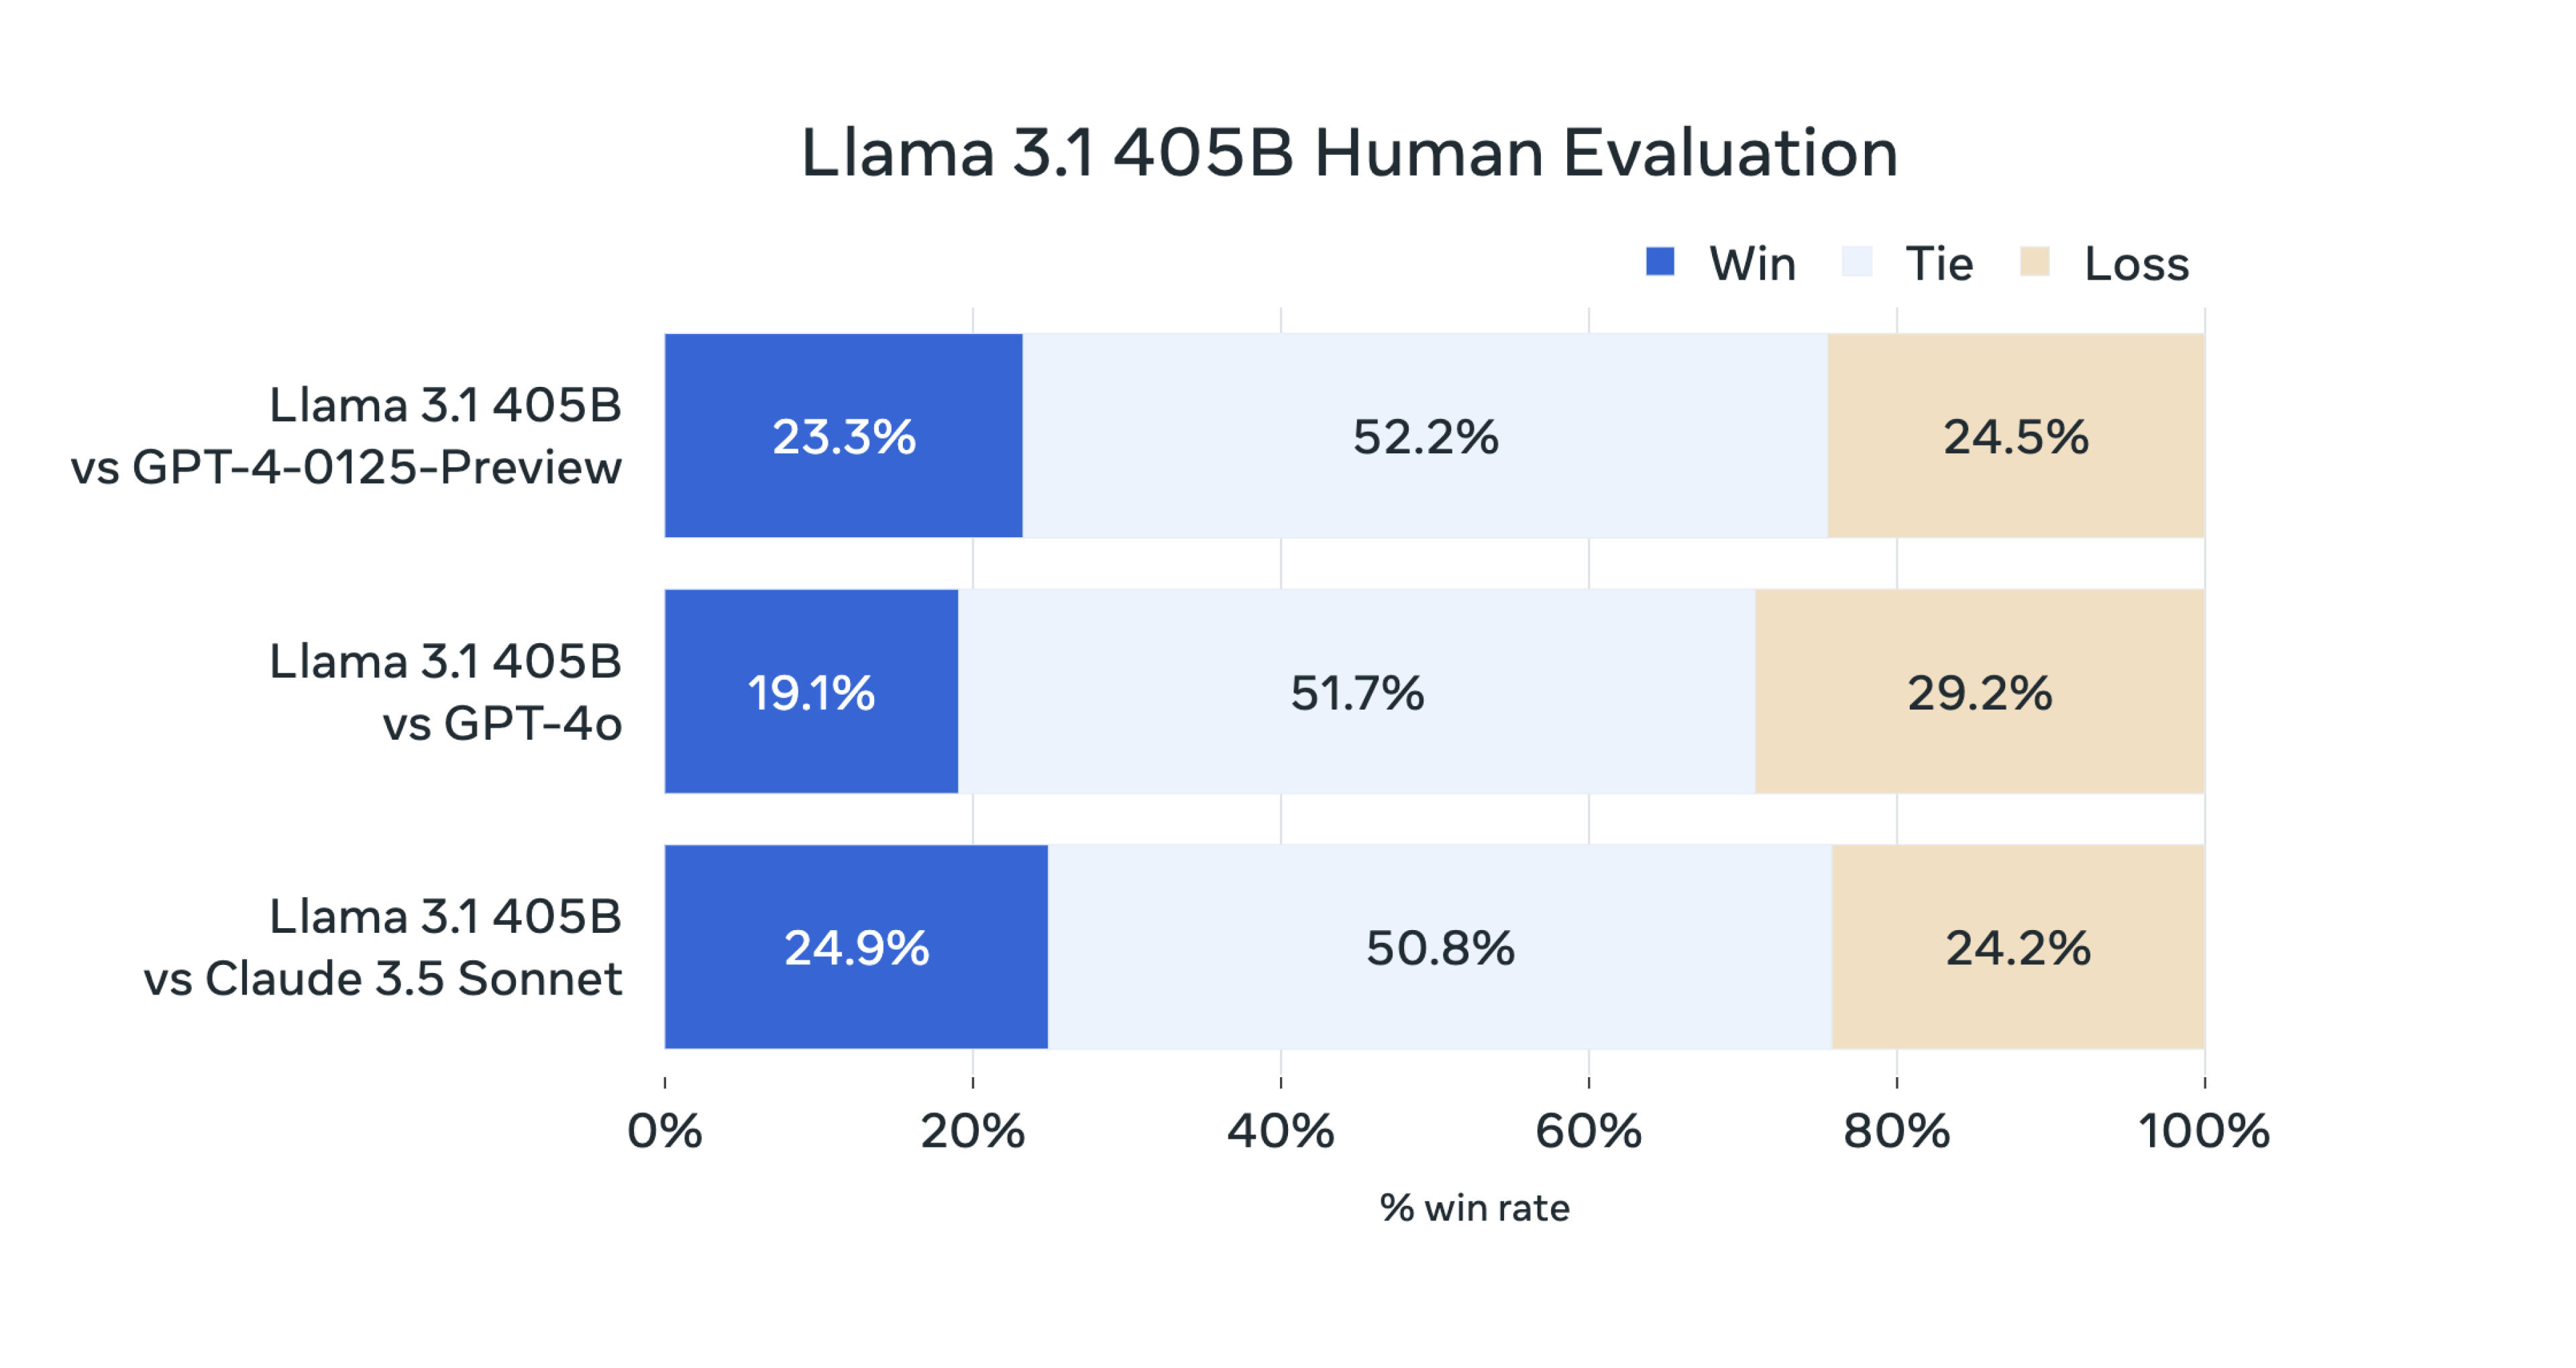 Llama 3.1 405B Human Evaluation
Win Tie Loss
Llama 3.1 405B
vs GPT-4-0125-Preview
23.3% 52.2% 24.5%
Llama 3.1 405B
vs GPT-4o
19.1% 51.7% 29.2%
Llama 3.1 405B
vs Claude 3.5 Sonnet
24.9% 50.8% 24.2%
0% 20% 40% 60% 80% 100%
% win rate